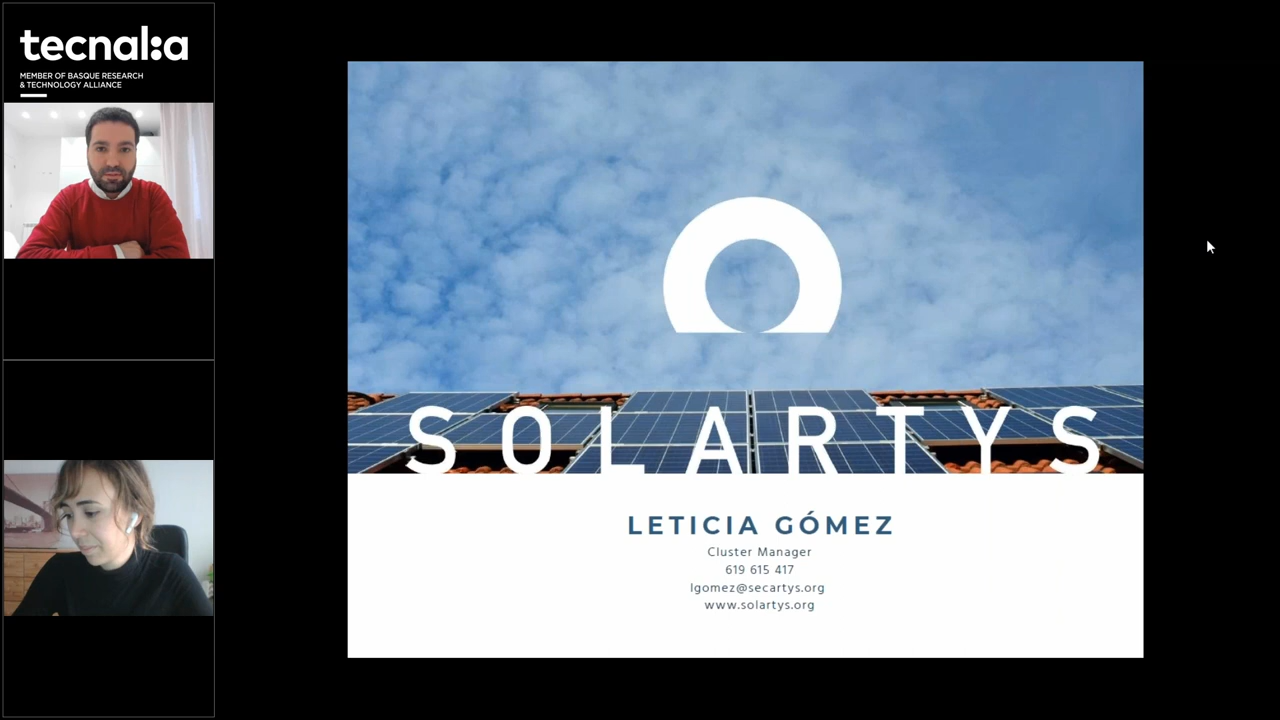 tecnal:a
MEMBER OF BASQUE RESEARCH
& TECHNOLOGY ALLIANCE
SOLARTYS
LETICIA GÓMEZ
Cluster Manager
619 615 417
lgomez@secartys.org
www.solartys.org